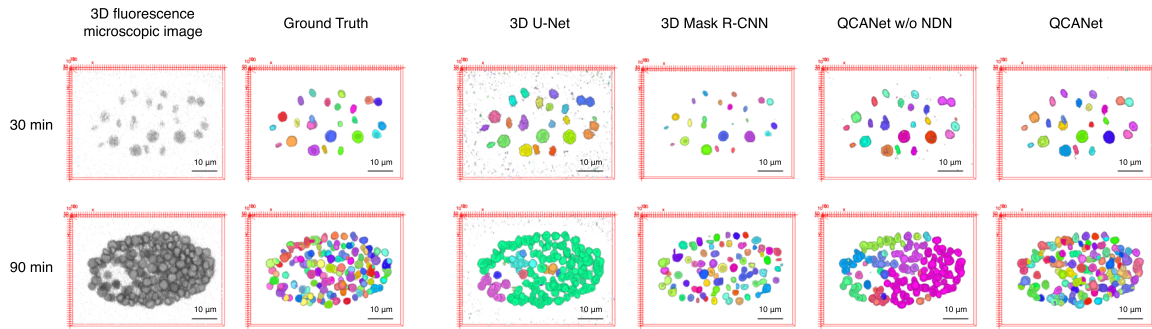 3D fluorescence
microscopic image
Ground Truth
3D U-Net
3D Mask R-CNN
QCANet w/o NDN
QCANet
30 min
10 µm
10 µm
10 µm
10 µm
10 µm
10 µm
90 min
10 µm
10 µm
10 µm
10 µm
10 µm
10 µm